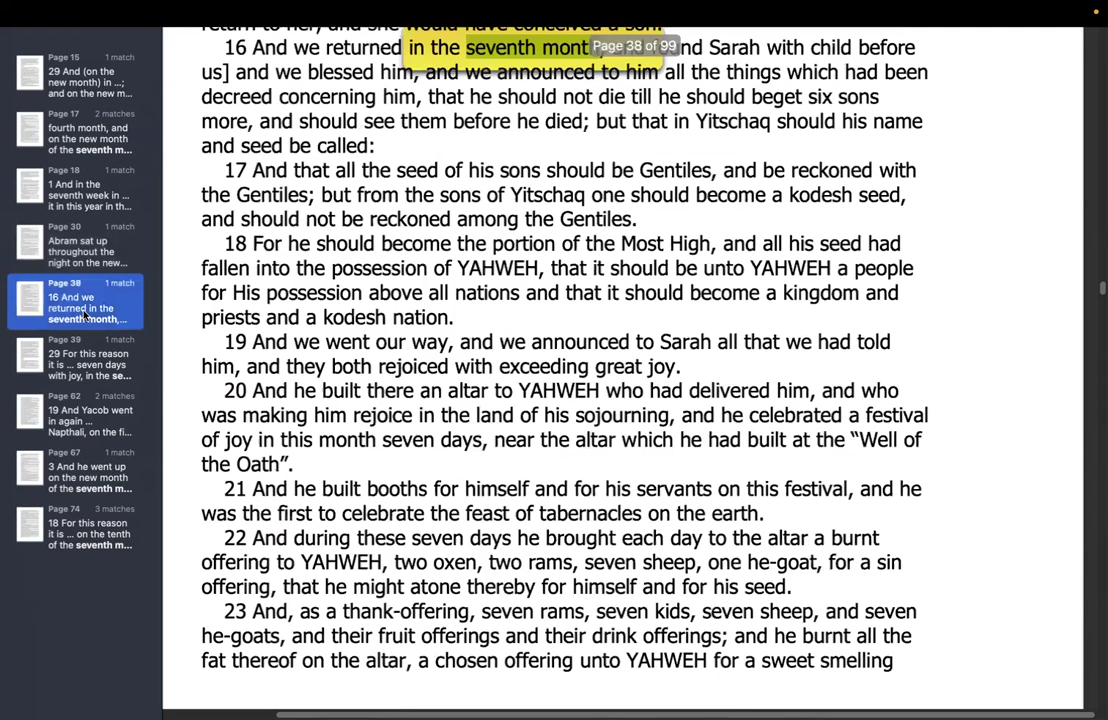 Page 15 1 match
29 And (on the
new month) in ...;
and on the new m...
Page 17 2 matches
fourth month, and
on the new month
of the seventh m...
Page 18 1 match
1 And in the
seventh week in ...
it in this year in th...
Page 30 1 match
Abram sat up
throughout the
night on the new...
Page 38 1 match
16 And we
returned in the
seventh month,...
Page 39 1 match
29 For this reason
it is ... seven days
with joy, in the se...
Page 62 2 matches
19 And Yacob went
in again ...
Napthali, on the fi...
Page 67 1 match
3 And he went up
on the new month
of the seventh m...
Page 74 3 matches
18 For this reason
it is ... on the tenth
of the seventh m...
Page 38 of 99
return to her, and she would have conceived a son.
16 And we returned in the seventh mont nd Sarah with child before
us] and we blessed him, and we announced to him all the things which had been
decreed concerning him, that he should not die till he should beget six sons
more, and should see them before he died; but that in Yitschaq should his name
and seed be called:
17 And that all the seed of his sons should be Gentiles, and be reckoned with
the Gentiles; but from the sons of Yitschaq one should become a kodesh seed,
and should not be reckoned among the Gentiles.
18 For he should become the portion of the Most High, and all his seed had
fallen into the possession of YAHWEH, that it should be unto YAHWEH a people
for His possession above all nations and that it should become a kingdom and
priests and a kodesh nation.
19 And we went our way, and we announced to Sarah all that we had told
him, and they both rejoiced with exceeding great joy.
20 And he built there an altar to YAHWEH who had delivered him, and who
was making him rejoice in the land of his sojourning, and he celebrated a festival
of joy in this month seven days, near the altar which he had built at the “Well of
the Oath”.
21 And he built booths for himself and for his servants on this festival, and he
was the first to celebrate the feast of tabernacles on the earth.
22 And during these seven days he brought each day to the altar a burnt
offering to YAHWEH, two oxen, two rams, seven sheep, one he-goat, for a sin
offering, that he might atone thereby for himself and for his seed.
23 And, as a thank-offering, seven rams, seven kids, seven sheep, and seven
he-goats, and their fruit offerings and their drink offerings; and he burnt all the
fat thereof on the altar, a chosen offering unto YAHWEH for a sweet smelling